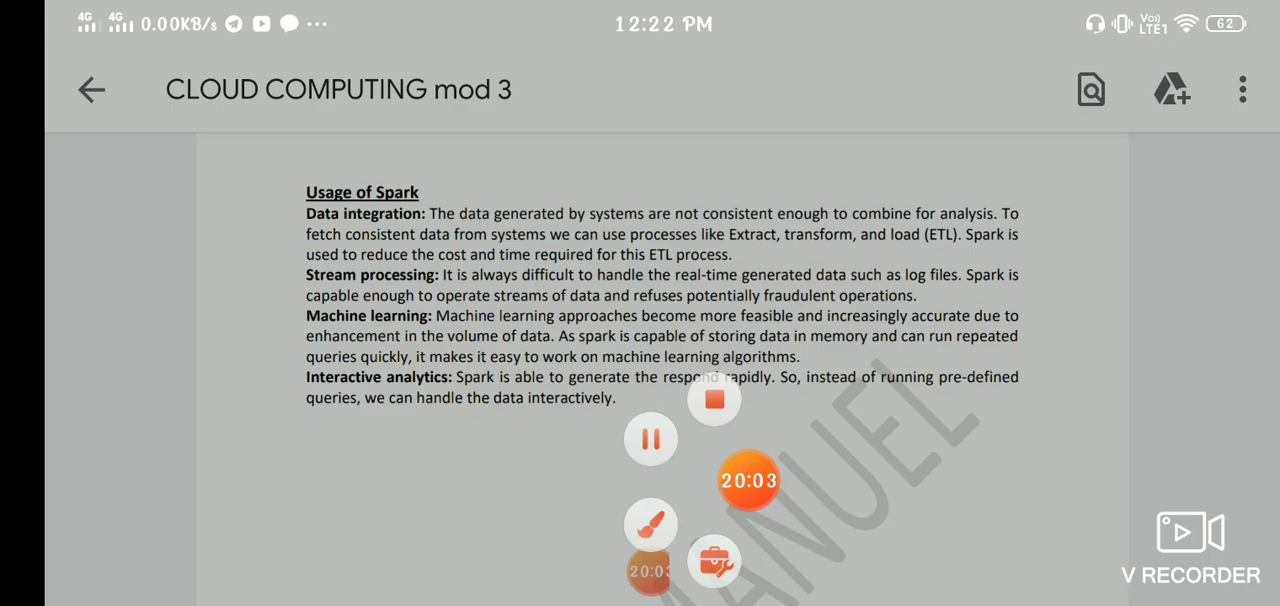 4G 4G 0.00KB/s 12:22 PM Vo)) LTE1 62
CLOUD COMPUTING mod 3
Usage of Spark
Data integration: The data generated by systems are not consistent enough to combine for analysis. To
fetch consistent data from systems we can use processes like Extract, transform, and load (ETL). Spark is
used to reduce the cost and time required for this ETL process.
Stream processing: It is always difficult to handle the real-time generated data such as log files. Spark is
capable enough to operate streams of data and refuses potentially fraudulent operations.
Machine learning: Machine learning approaches become more feasible and increasingly accurate due to
enhancement in the volume of data. As spark is capable of storing data in memory and can run repeated
queries quickly, it makes it easy to work on machine learning algorithms.
Interactive analytics: Spark is able to generate the respond rapidly. So, instead of running pre-defined
queries, we can handle the data interactively.
20:03
20:03
ANUEL
V RECORDER